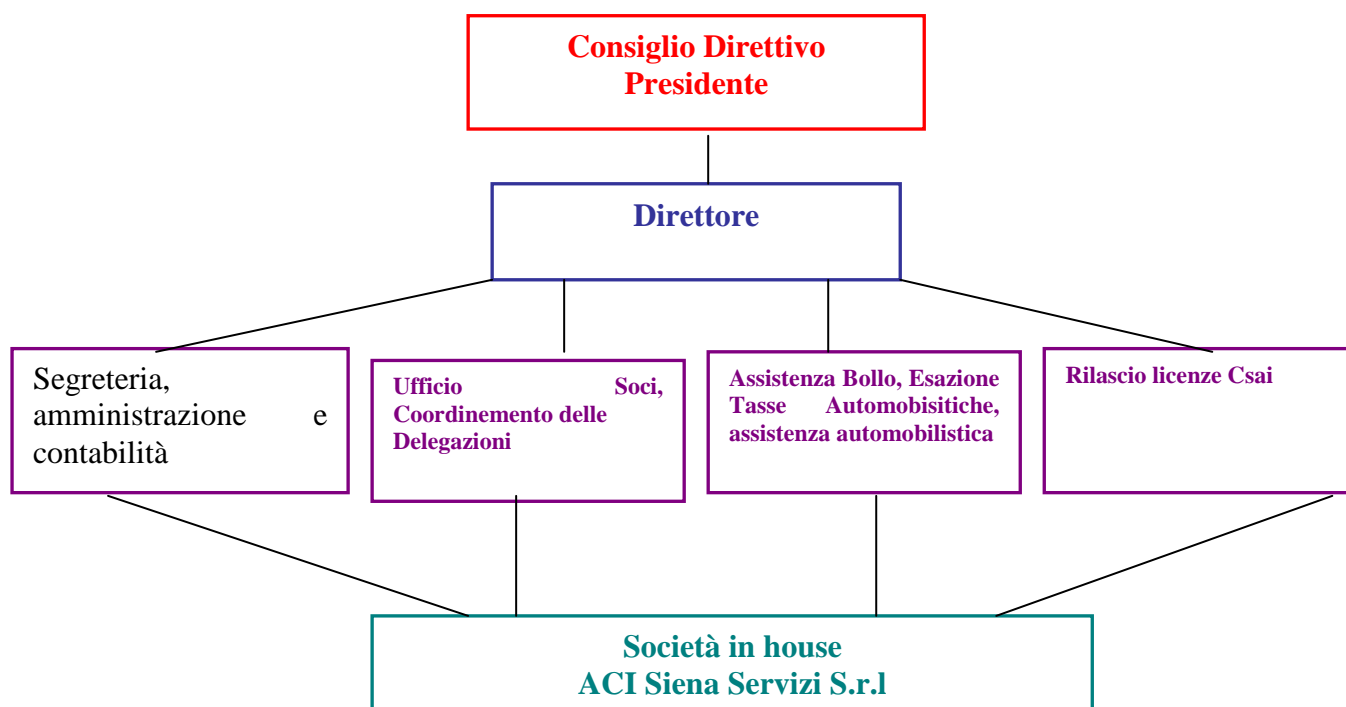 Consiglio Direttivo
Presidente
Direttore
Segreteria,
amministrazione e
contabilità
Ufficio Soci,
Coordinemento delle
Delegazioni
Assistenza Bollo, Esazione
Tasse Automobisitiche,
assistenza automobilistica
Rilascio licenze Csai
Società in house
ACI Siena Servizi S.r.l